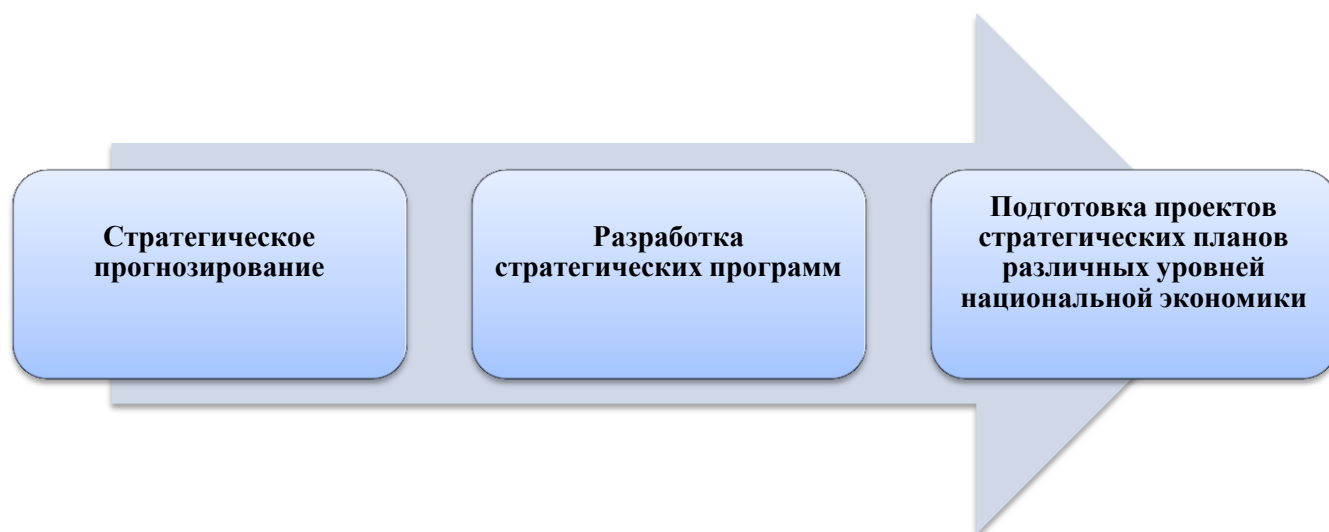 Стратегическое
прогнозирование
Разработка
стратегических программ
Подготовка проектов
стратегических планов
различных уровней
национальной экономики